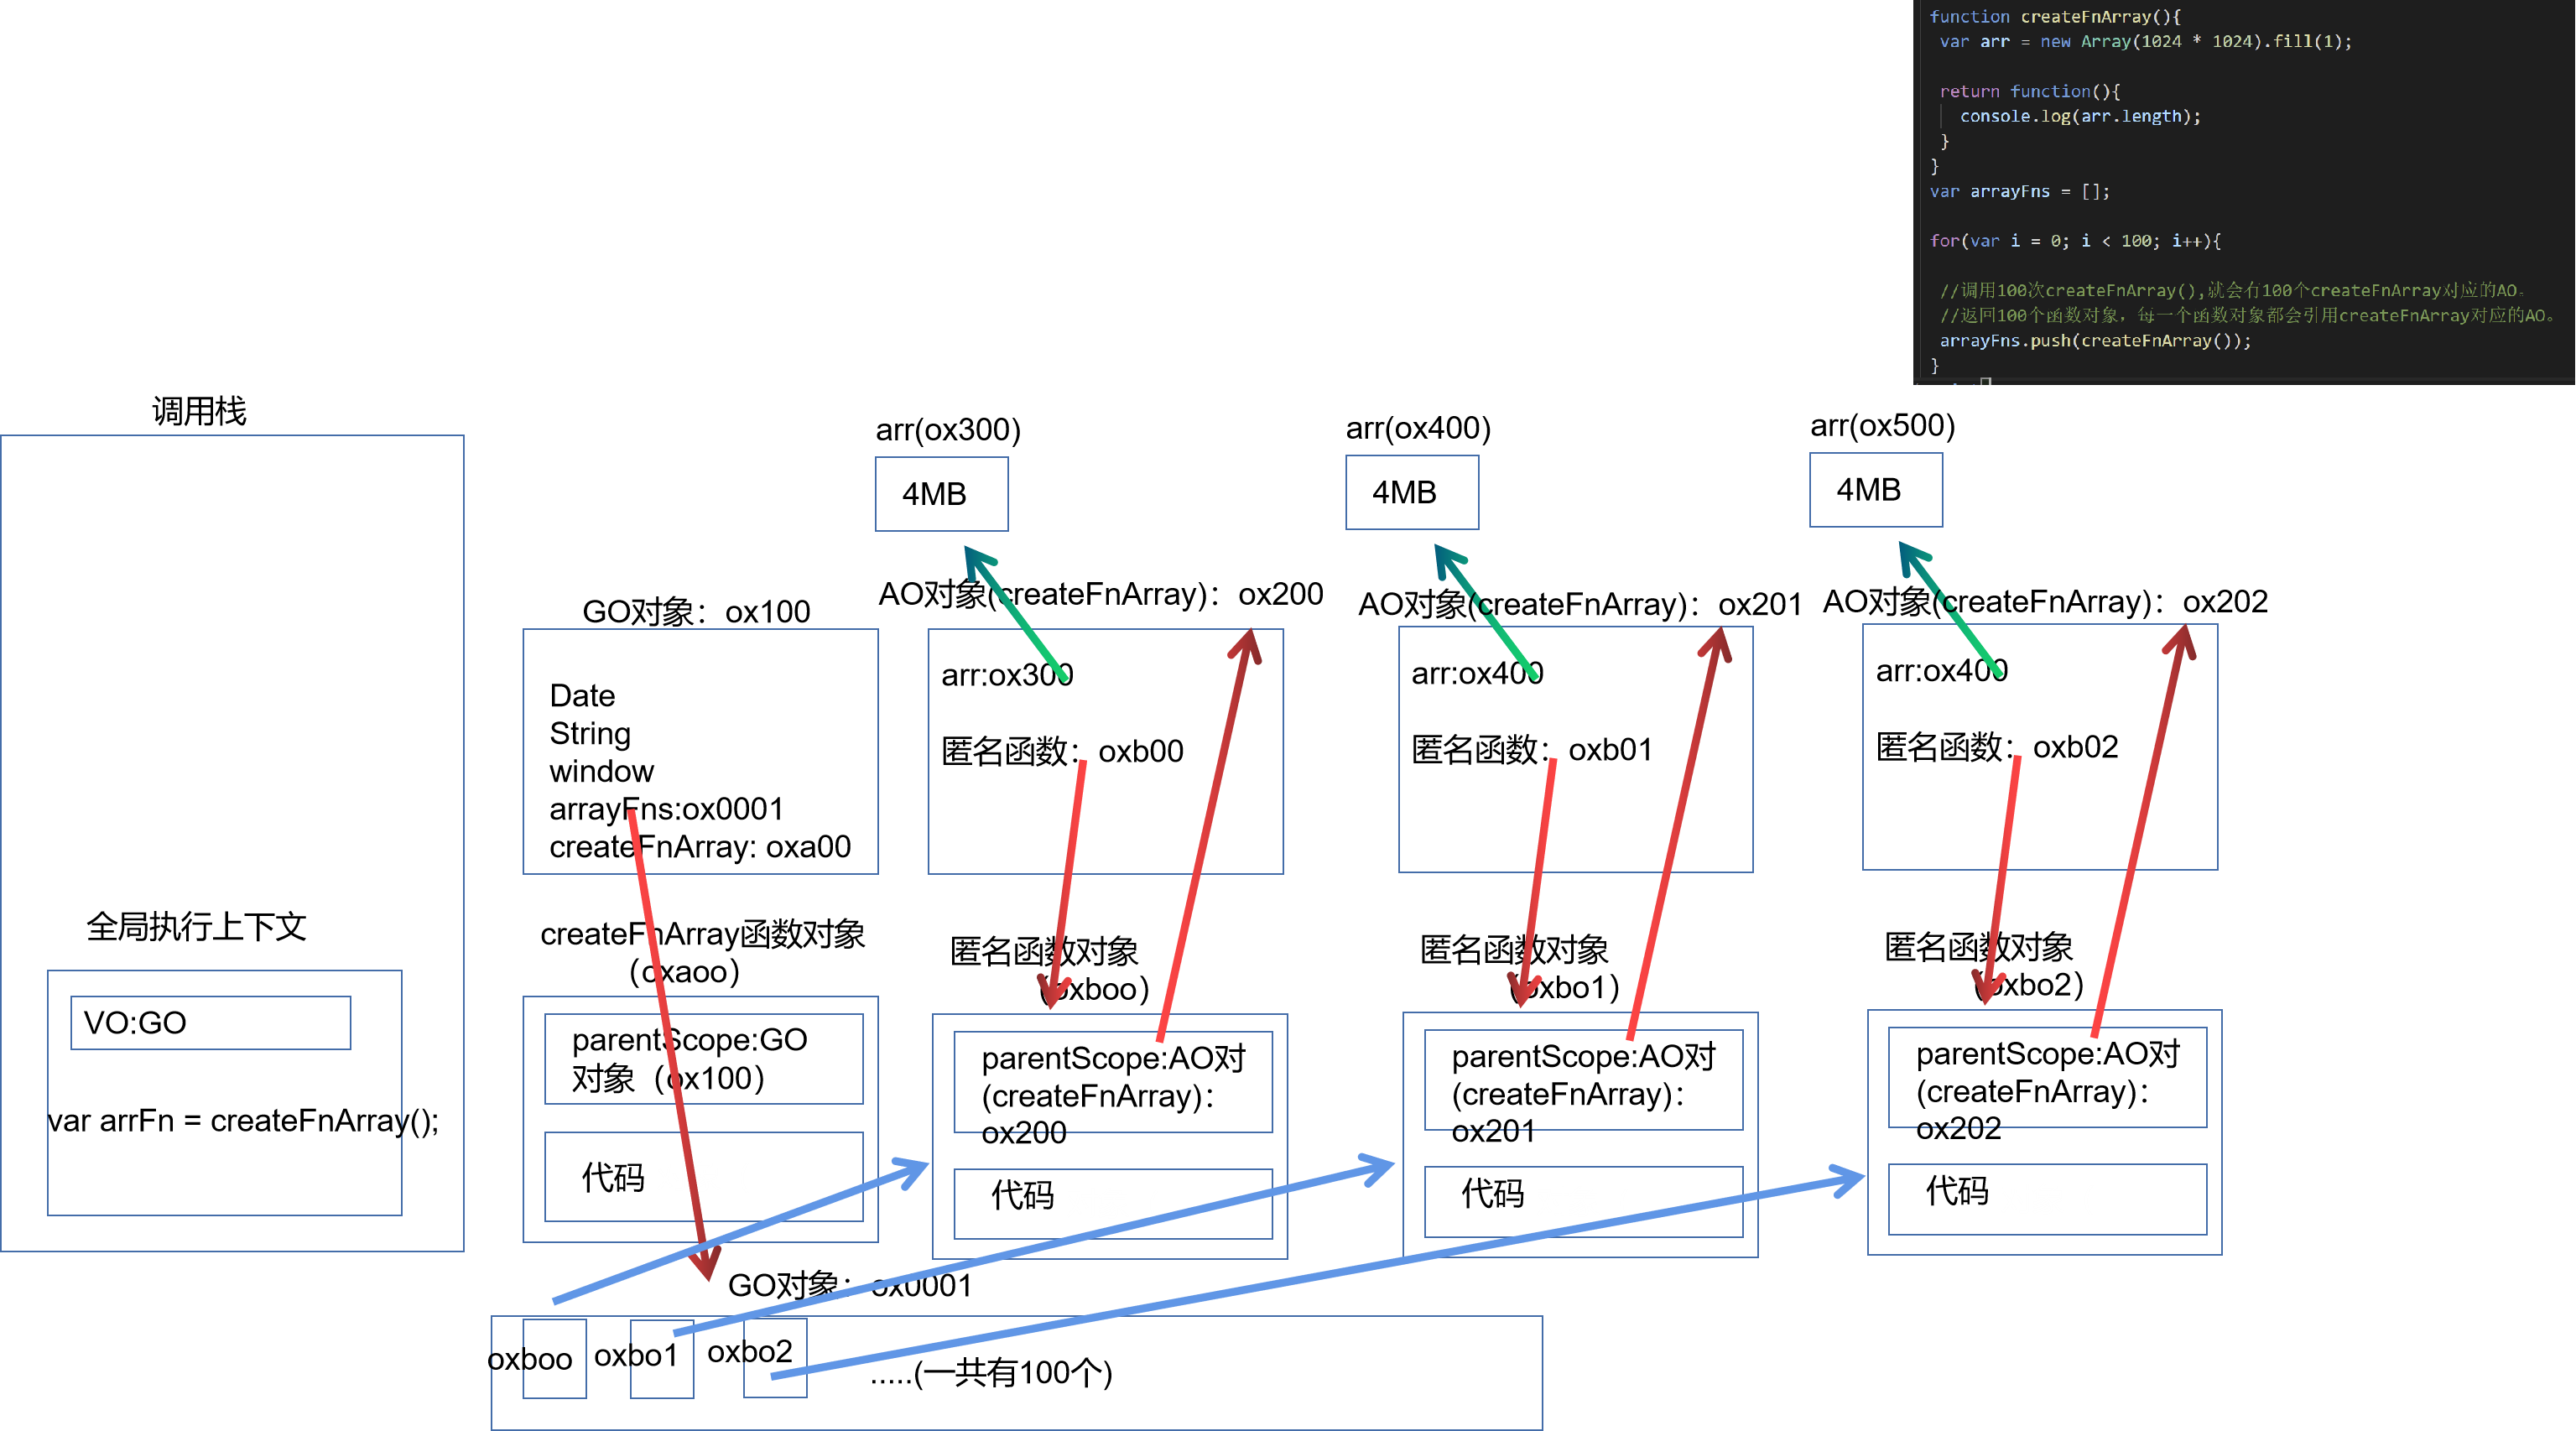 function createFnArray(){
var arr = new Array(1024 * 1024).fill(1);
return function(){
console.log(arr.length);
}
}
var arrayFns = [];
for(var i = 0; i < 100; i++){
//调用100次createFnArray(),就会有100个createFnArray对应的AO。
//返回100个函数对象，每一个函数对象都会引用createFnArray对应的AO。
arrayFns.push(createFnArray());
}
调用栈
全局执行上下文
VO:GO
var arrFn = createFnArray();
GO对象：ox100
Date
String
window
arrayFns:ox0001
createFnArray: oxa00
createFnArray函数对象
（oxaoo）
parentScope:GO
对象（ox100）
代码
arr(ox300)
4MB
AO对象(createFnArray)：ox200
arr:ox300
匿名函数：oxb00
匿名函数对象
（oxboo）
parentScope:AO对
(createFnArray)：
ox200
代码
arr(ox400)
4MB
AO对象(createFnArray)：ox201
arr:ox400
匿名函数：oxb01
匿名函数对象
（oxbo1）
parentScope:AO对
(createFnArray)：
ox201
代码
arr(ox500)
4MB
AO对象(createFnArray)：ox202
arr:ox400
匿名函数：oxb02
匿名函数对象
（oxbo2）
parentScope:AO对
(createFnArray)：
ox202
代码
GO对象：ox0001
oxboo
oxbo1
oxbo2
.....(一共有100个)